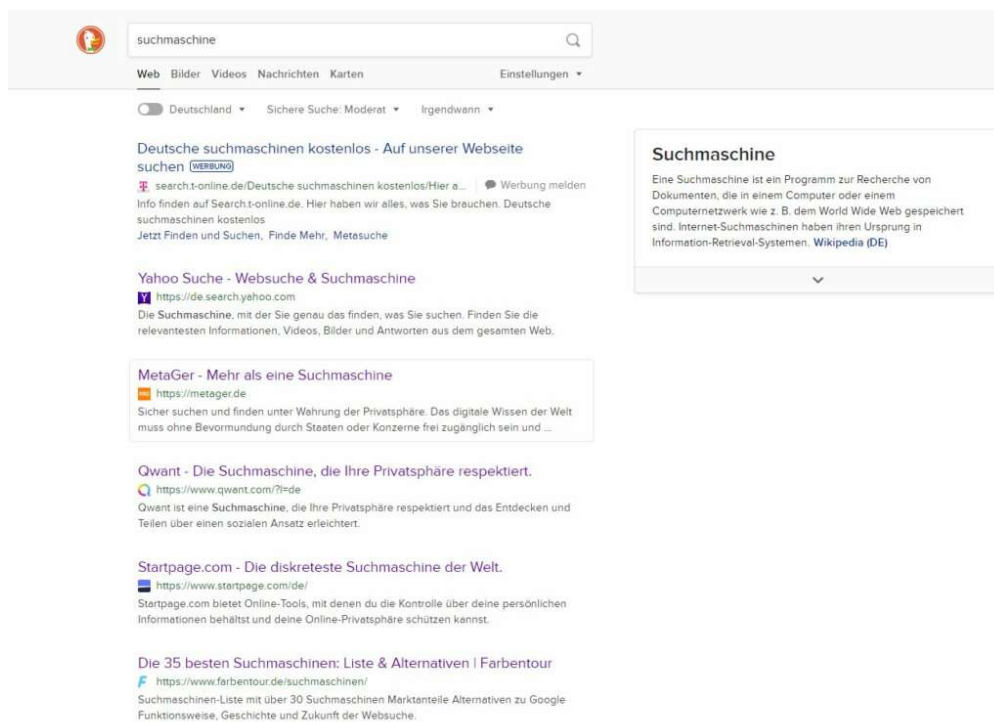 suchmaschine
Web Bilder Videos Nachrichten Karten Einstellungen
Deutschland Sichere Suche: Moderat Irgendwann
Deutsche suchmaschinen kostenlos - Auf unserer Webseite
suchen WERBUNG
search.t-online.de/Deutsche suchmaschinen kostenlos/Hier a... Werbung melden
Info finden auf Search.t-online.de. Hier haben wir alles, was Sie brauchen. Deutsche
suchmaschinen kostenlos
Jetzt Finden und Suchen, Finde Mehr, Metasuche
Yahoo Suche - Websuche & Suchmaschine
https://de.search.yahoo.com
Die Suchmaschine, mit der Sie genau das finden, was Sie suchen. Finden Sie die
relevantesten Informationen, Videos, Bilder und Antworten aus dem gesamten Web.
MetaGer - Mehr als eine Suchmaschine
https://metager.de
Sicher suchen und finden unter Wahrung der Privatsphäre. Das digitale Wissen der Welt
muss ohne Bevormundung durch Staaten oder Konzerne frei zugänglich sein und ...
Qwant - Die Suchmaschine, die Ihre Privatsphäre respektiert.
https://www.qwant.com/?l=de
Qwant ist eine Suchmaschine, die Ihre Privatsphäre respektiert und das Entdecken und
Teilen über einen sozialen Ansatz erleichtert.
Startpage.com - Die diskreteste Suchmaschine der Welt.
https://www.startpage.com/de/
Startpage.com bietet Online-Tools, mit denen du die Kontrolle über deine persönlichen
Informationen behältst und deine Online-Privatsphäre schützen kannst.
Die 35 besten Suchmaschinen: Liste & Alternativen | Farbentour
https://www.farbentour.de/suchmaschinen/
Suchmaschinen-Liste mit über 30 Suchmaschinen Marktanteile Alternativen zu Google
Funktionsweise, Geschichte und Zukunft der Websuche.
Suchmaschine
Eine Suchmaschine ist ein Programm zur Recherche von
Dokumenten, die in einem Computer oder einem
Computernetzwerk wie z. B. dem World Wide Web gespeichert
sind. Internet-Suchmaschinen haben ihren Ursprung in
Information-Retrieval-Systemen. Wikipedia (DE)